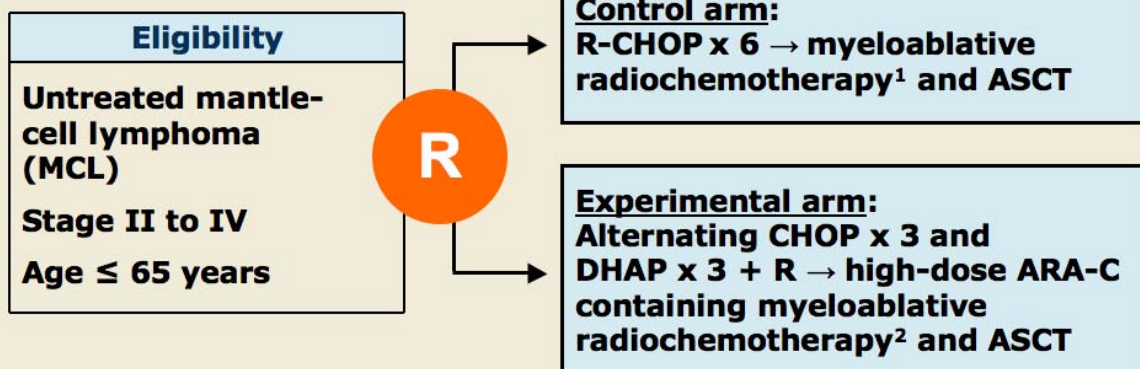 Eligibility
Untreated mantle-
cell lymphoma
(MCL)
Stage II to IV
Age ≤ 65 years
R
Control arm:
R-CHOP x 6 → myeloablative
radiochemotherapy¹ and ASCT
Experimental arm:
Alternating CHOP x 3 and
DHAP x 3 + R → high-dose ARA-C
containing myeloablative
radiochemotherapy² and ASCT